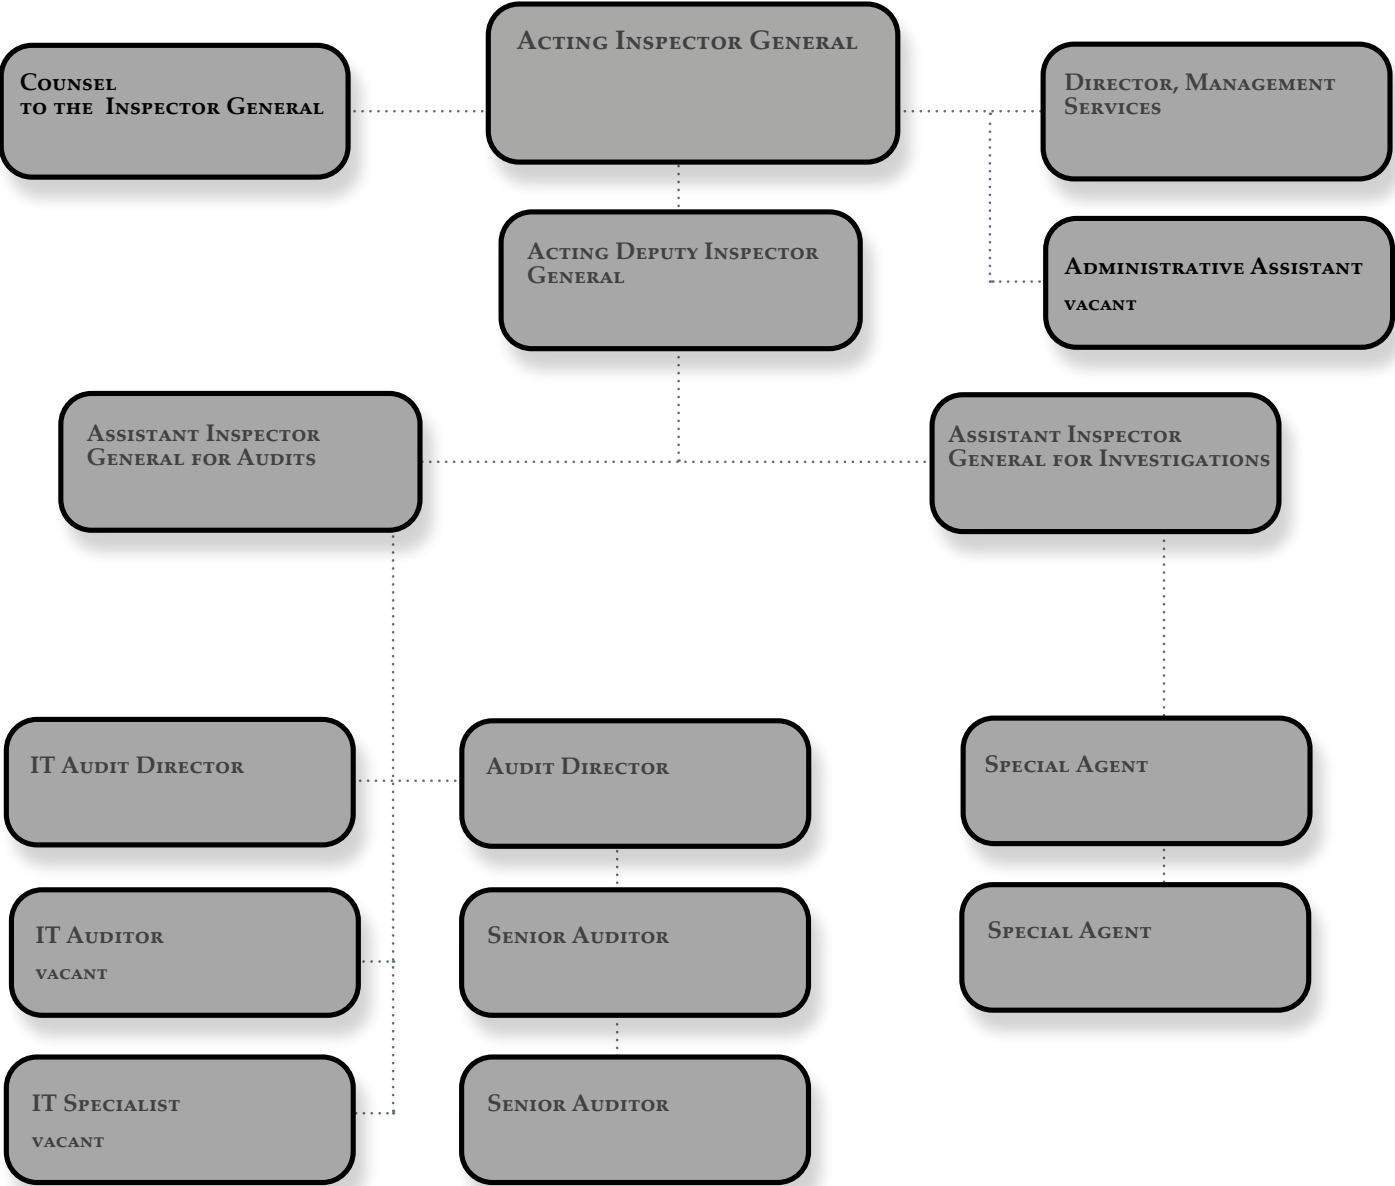 Acting Inspector General
Counsel
to the Inspector General
Director, Management
Services
Acting Deputy Inspector
General
Administrative Assistant
vacant
Assistant Inspector
General for Audits
Assistant Inspector
General for Investigations
IT Audit Director
Audit Director
Special Agent
IT Auditor
vacant
Senior Auditor
Special Agent
IT Specialist
vacant
Senior Auditor